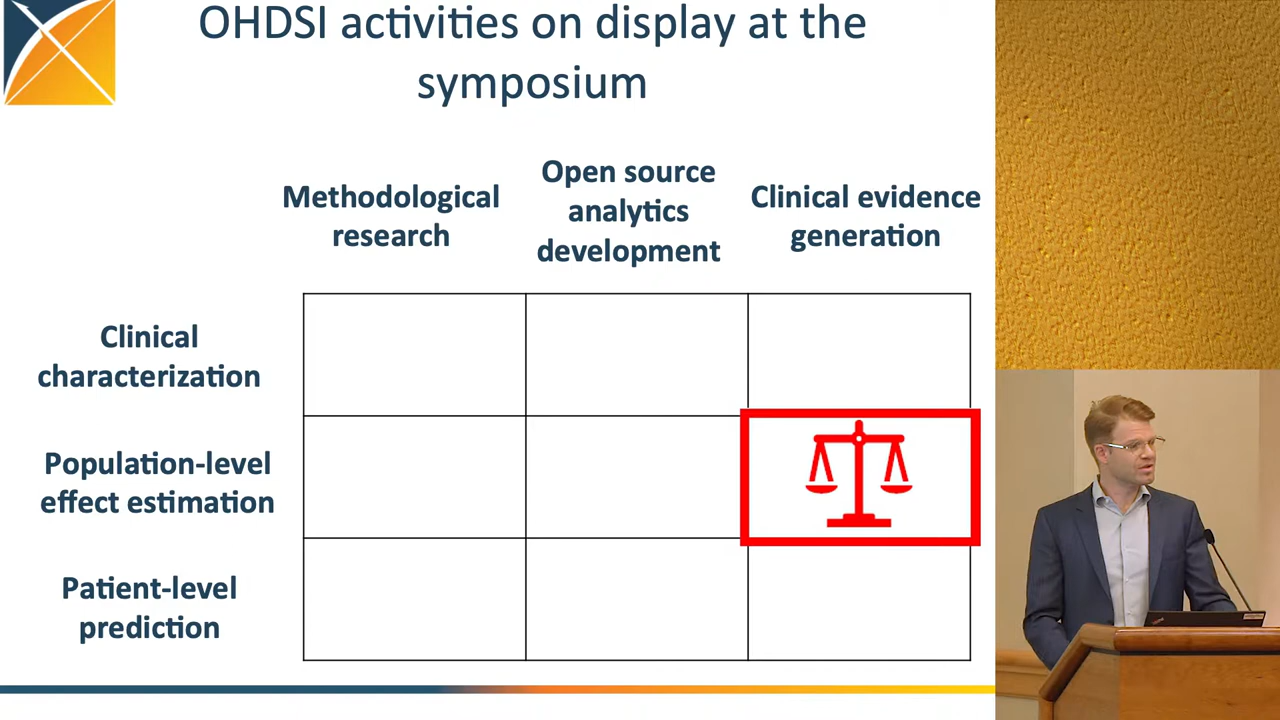 OHDSI activities on display at the
symposium
Methodological
research
Open source
analytics
development
Clinical evidence
generation
Clinical
characterization
Population-level
effect estimation
Patient-level
prediction